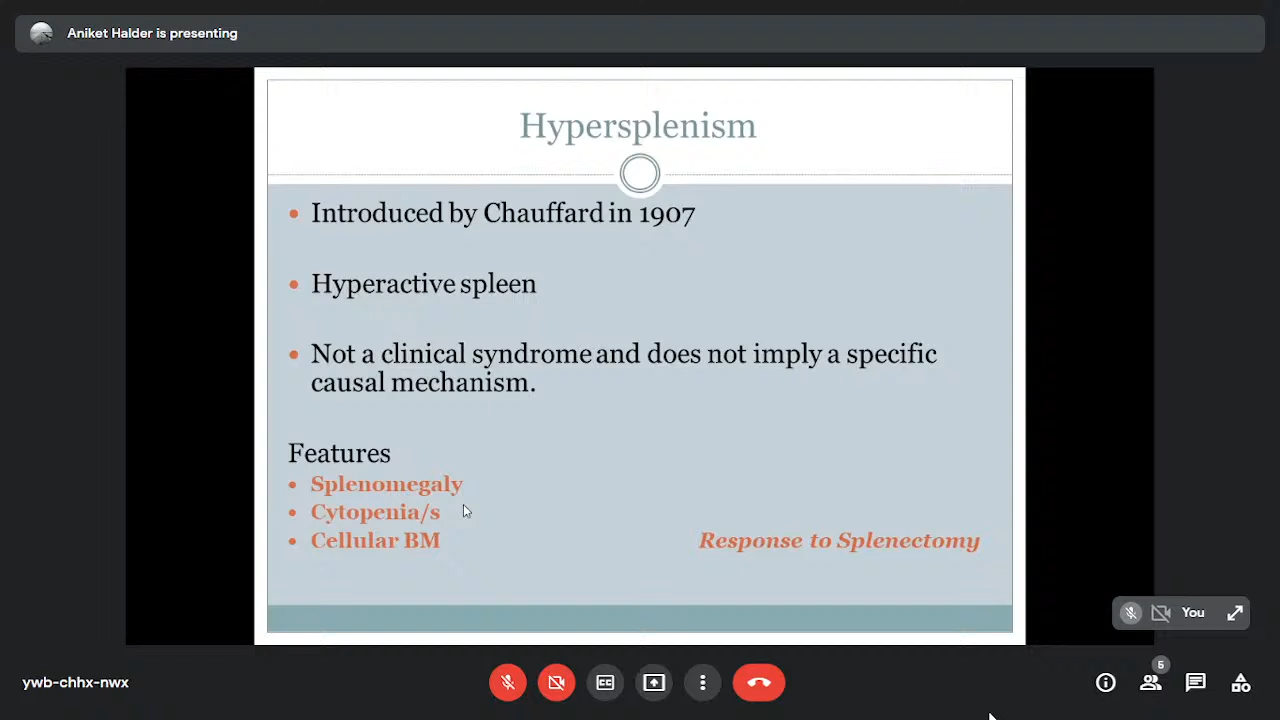 Aniket Halder is presenting
Hypersplenism
Introduced by Chauffard in 1907
Hyperactive spleen
Not a clinical syndrome and does not imply a specific
causal mechanism.
Features
Splenomegaly
Cytopenia/s
Cellular BM
Response to Splenectomy
You
ywb-chhx-nwx
CC
5